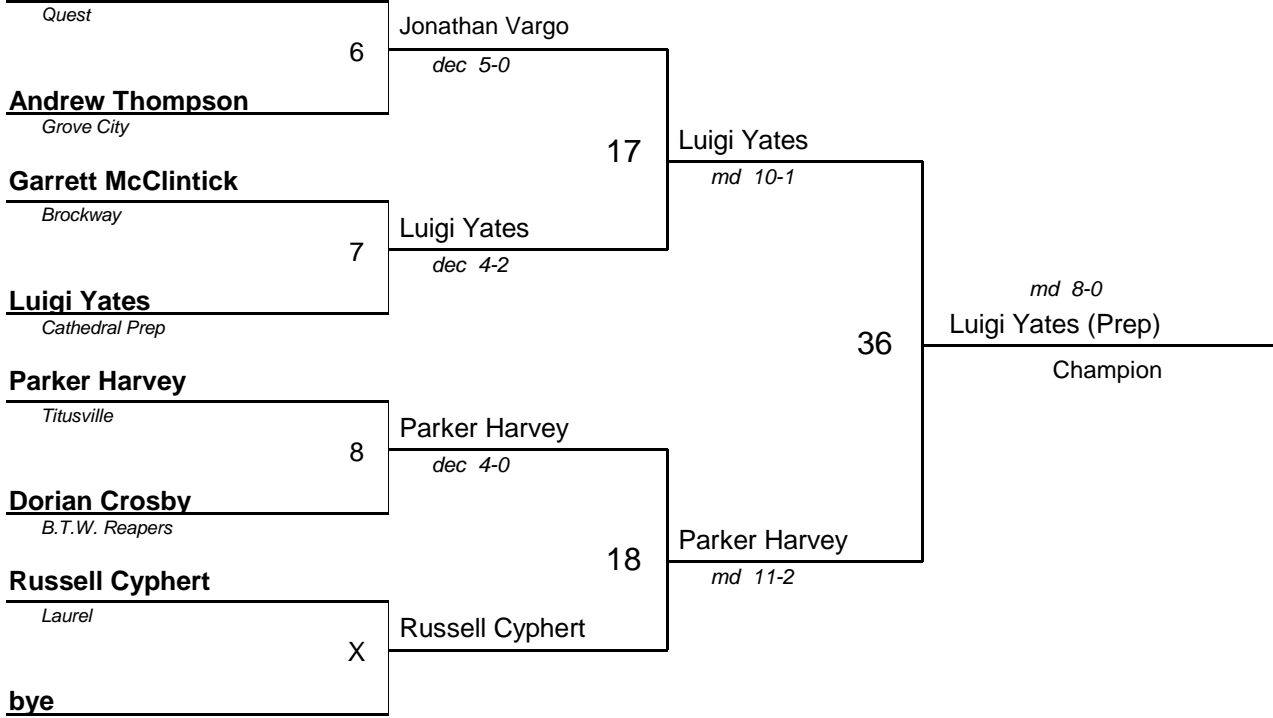 Quest
6
Jonathan Vargo
dec 5-0
Andrew Thompson
Grove City
17
Luigi Yates
md 10-1
Garrett McClintick
Brockway
7
Luigi Yates
dec 4-2
Luigi Yates
Cathedral Prep
36
md 8-0
Luigi Yates (Prep)
Champion
Parker Harvey
Titusville
8
Parker Harvey
dec 4-0
Dorian Crosby
B.T.W. Reapers
18
Parker Harvey
md 11-2
Russell Cyphert
Laurel
X
Russell Cyphert
bye